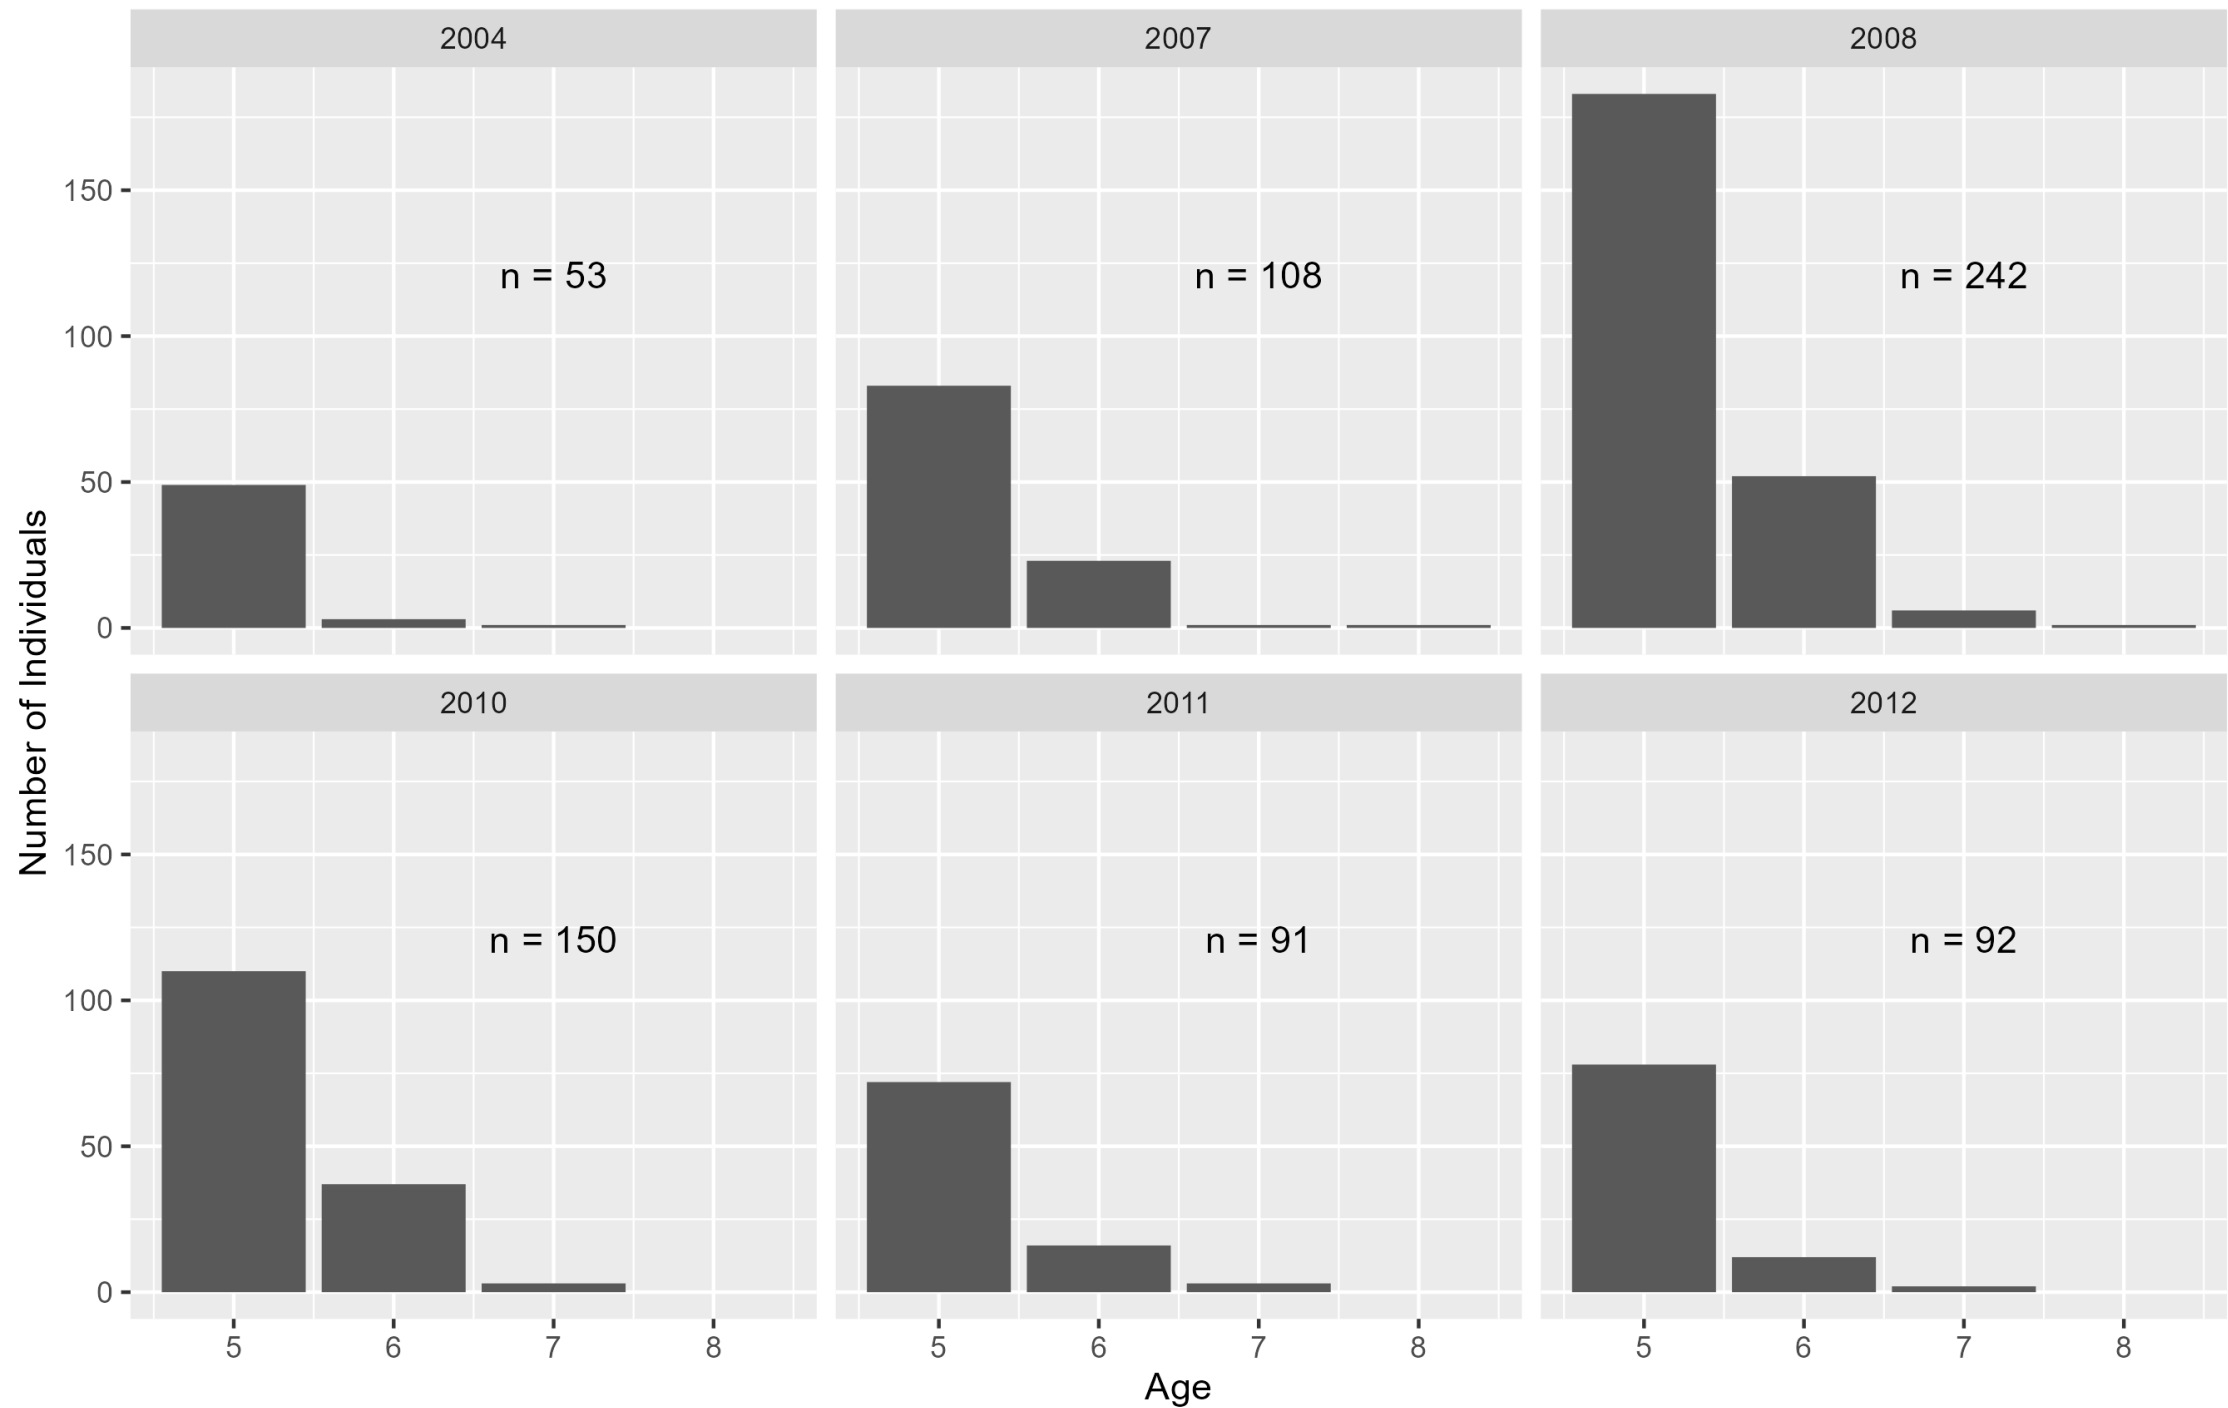 2004
2007
2008
150
100
50
0
n = 53
n = 108
n = 242
2010
2011
2012
150
100
50
0
n = 150
n = 91
n = 92
5 6 7 8
5 6 7 8
5 6 7 8
Age
Number of Individuals